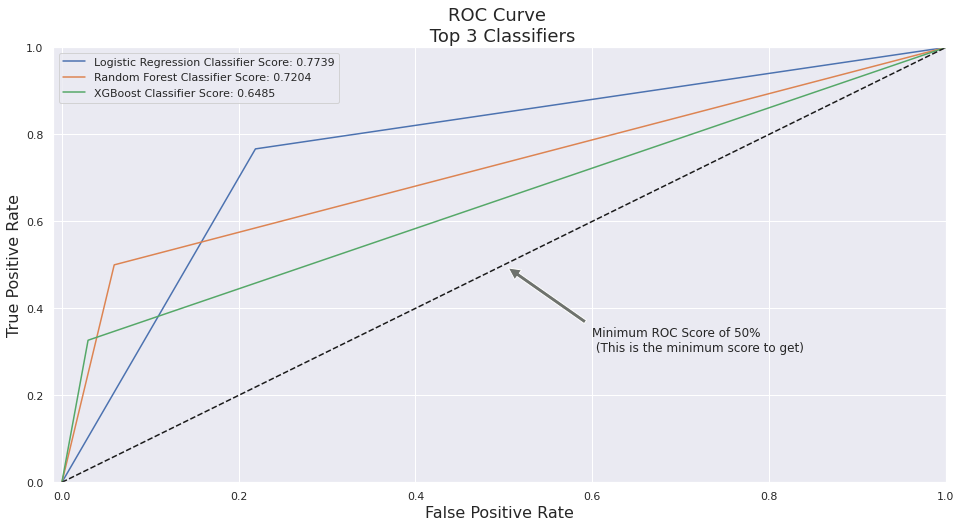 ROC Curve
Top 3 Classifiers
Logistic Regression Classifier Score: 0.7739
Random Forest Classifier Score: 0.7204
XGBoost Classifier Score: 0.6485
True Positive Rate
1.0
0.8
0.6
0.4
0.2
0.0
Minimum ROC Score of 50%
(This is the minimum score to get)
0.0
0.2
0.4
0.6
0.8
1.0
False Positive Rate